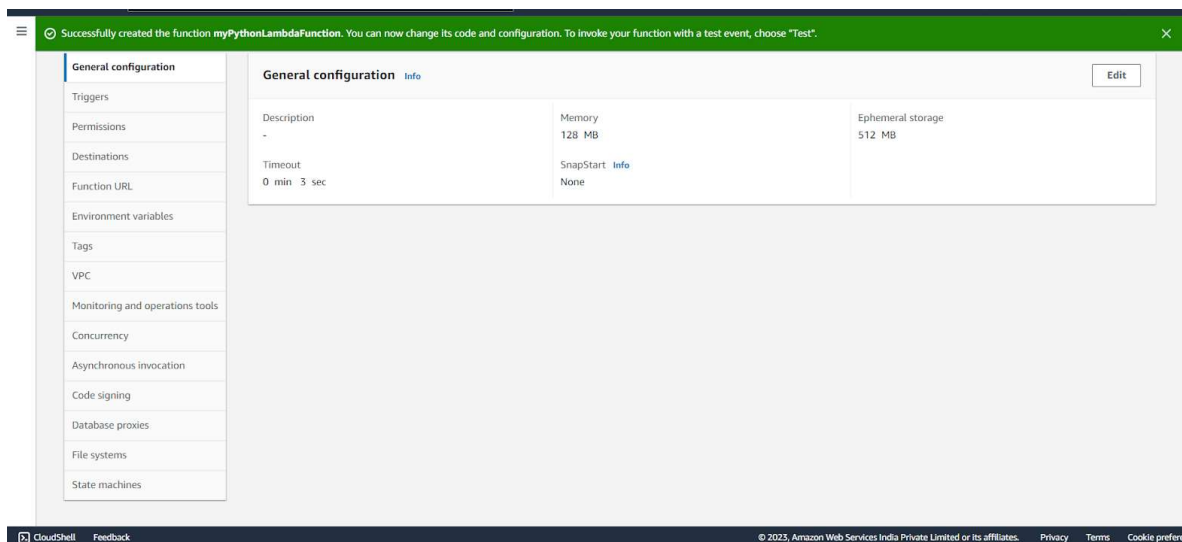 Successfully created the function myPythonLambdaFunction. You can now change its code and configuration. To invoke your function with a test event, choose "Test".
General configuration
Triggers
Permissions
Destinations
Function URL
Environment variables
Tags
VPC
Monitoring and operations tools
Concurrency
Asynchronous invocation
Code signing
Database proxies
File systems
State machines
General configuration Info
Edit
Description
-
Memory
128 MB
Ephemeral storage
512 MB
Timeout
0 min 3 sec
SnapStart Info
None
CloudShell Feedback © 2023, Amazon Web Services India Private Limited or its affiliates. Privacy Terms Cookie prefere